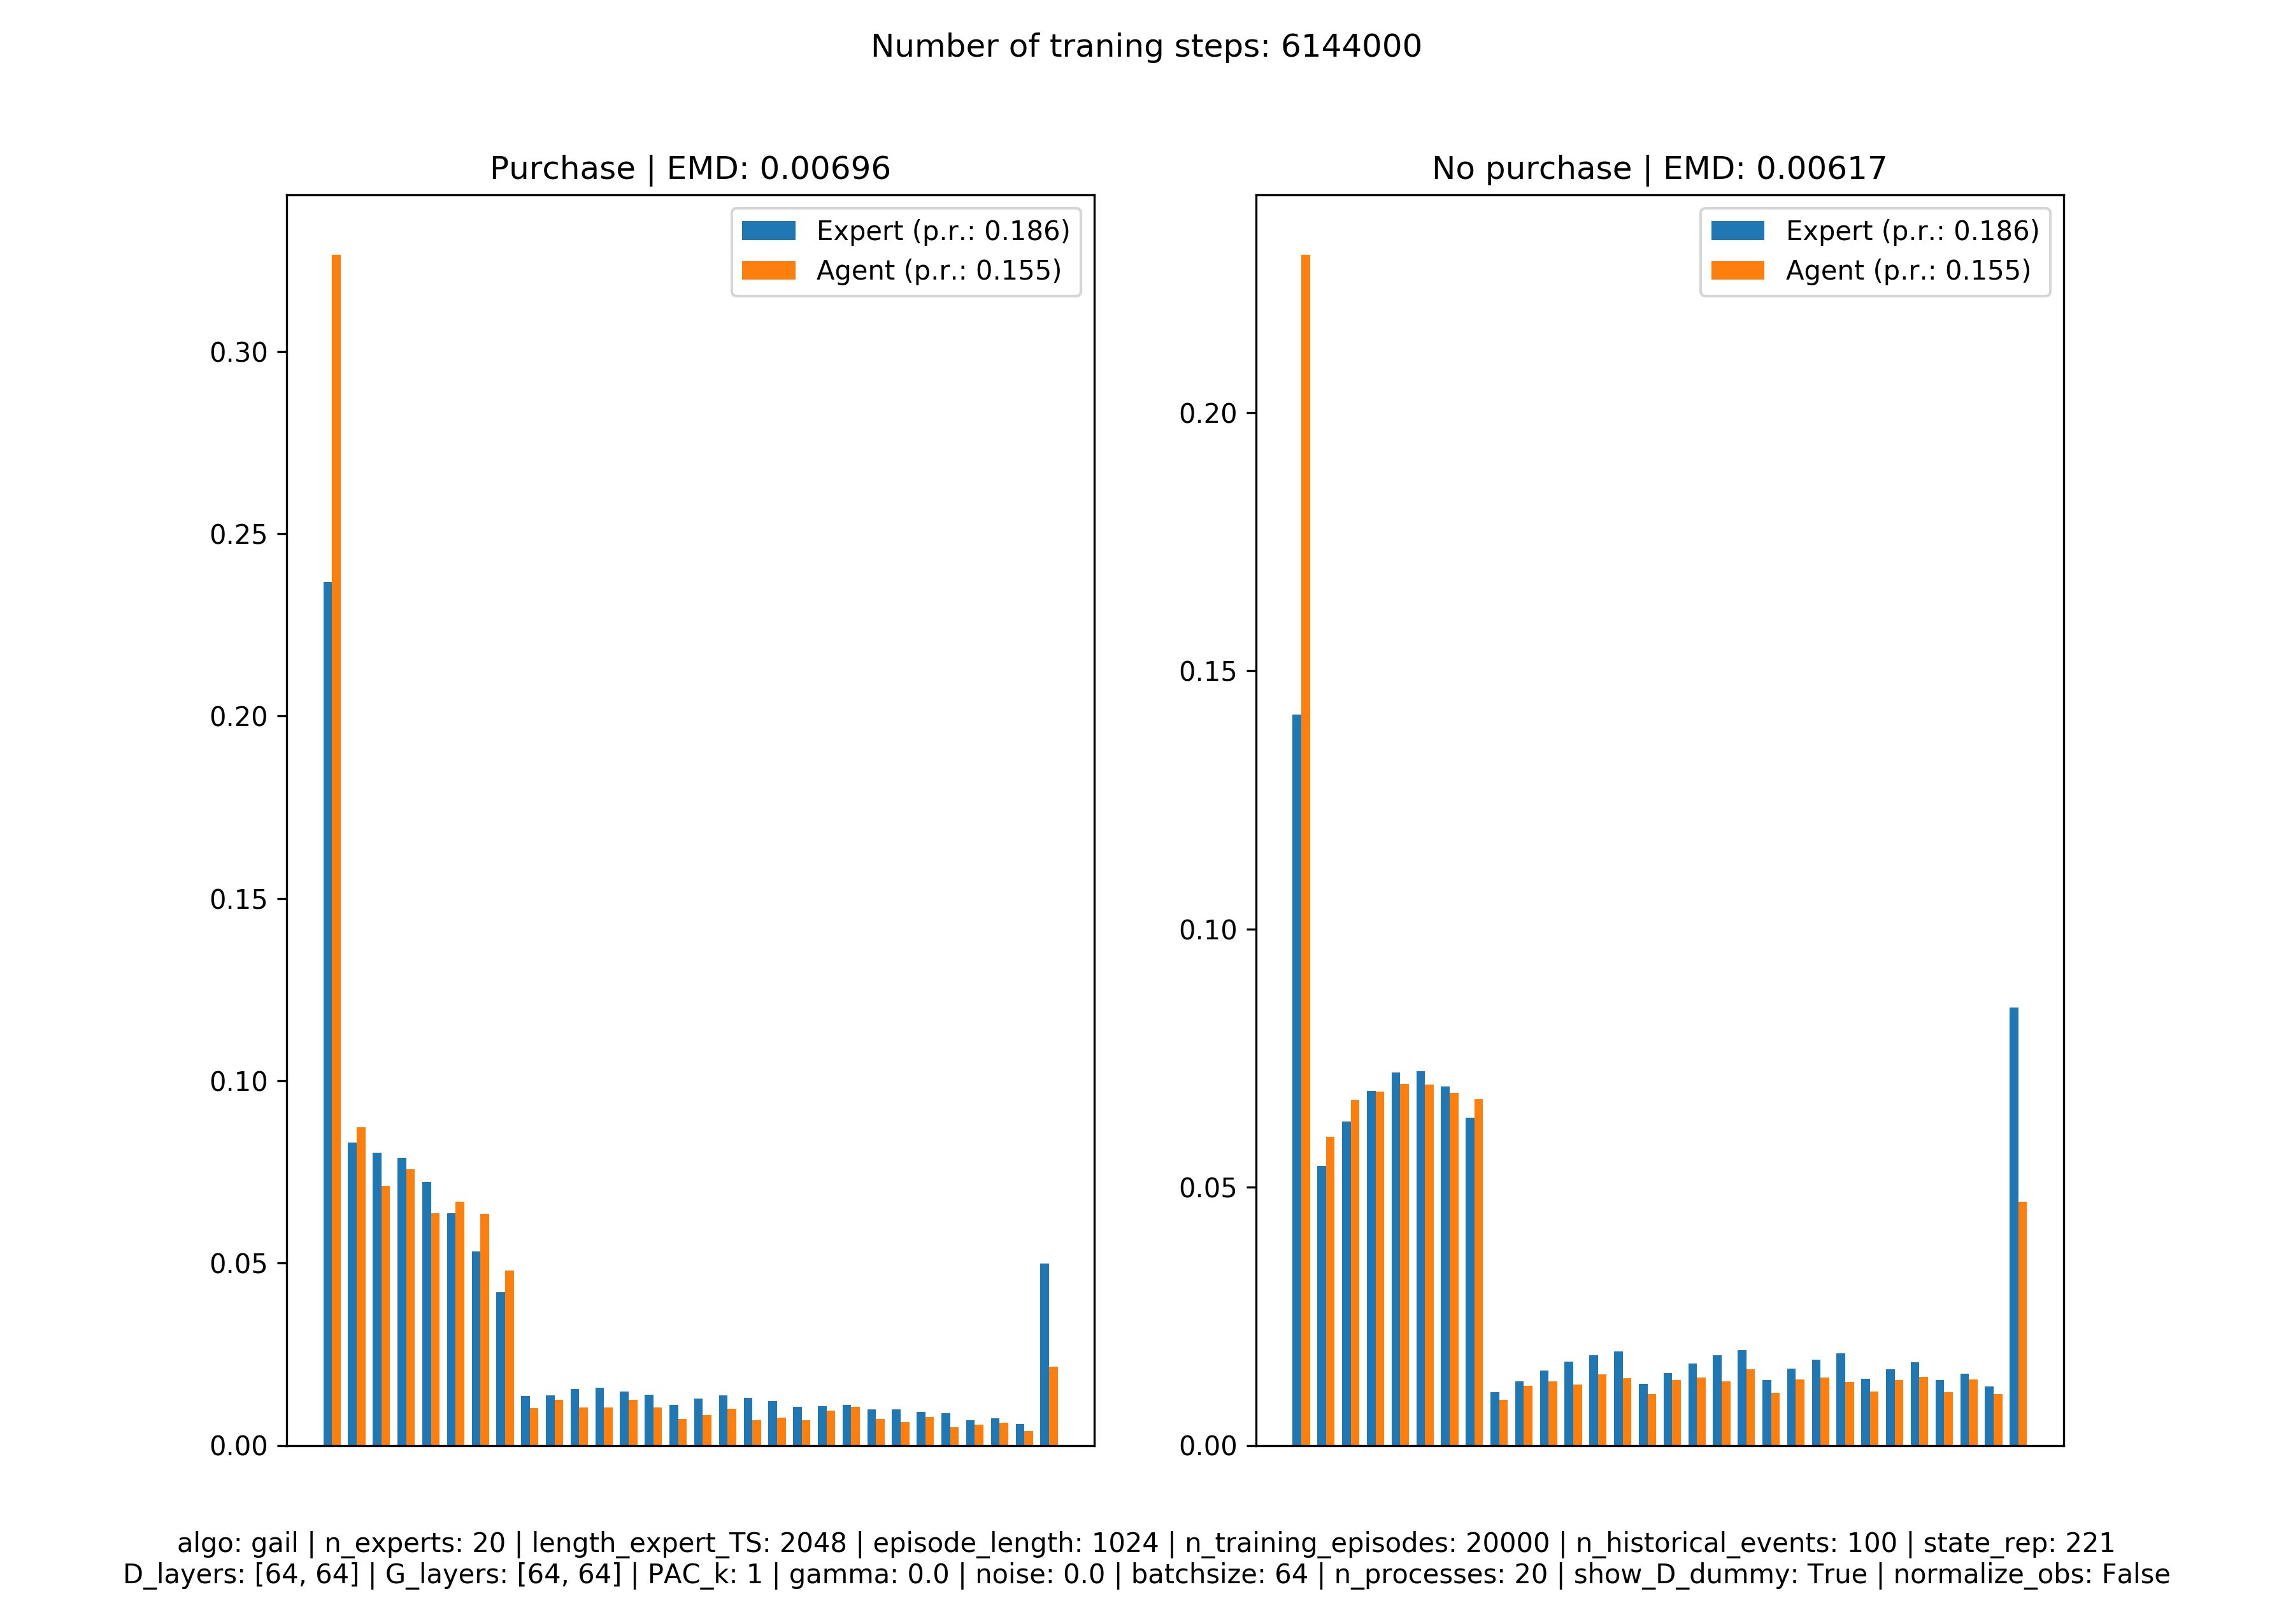 Number of traning steps: 6144000
Purchase | EMD: 0.00696
Expert (p.r.: 0.186)
Agent (p.r.: 0.155)
0.30
0.25
0.20
0.15
0.10
0.05
0.00
No purchase | EMD: 0.00617
Expert (p.r.: 0.186)
Agent (p.r.: 0.155)
0.20
0.15
0.10
0.05
0.00
algo: gail | n_experts: 20 | length_expert_TS: 2048 | episode_length: 1024 | n_training_episodes: 20000 | n_historical_events: 100 | state_rep: 221
D_layers: [64, 64] | G_layers: [64, 64] | PAC_k: 1 | gamma: 0.0 | noise: 0.0 | batchsize: 64 | n_processes: 20 | show_D_dummy: True | normalize_obs: False